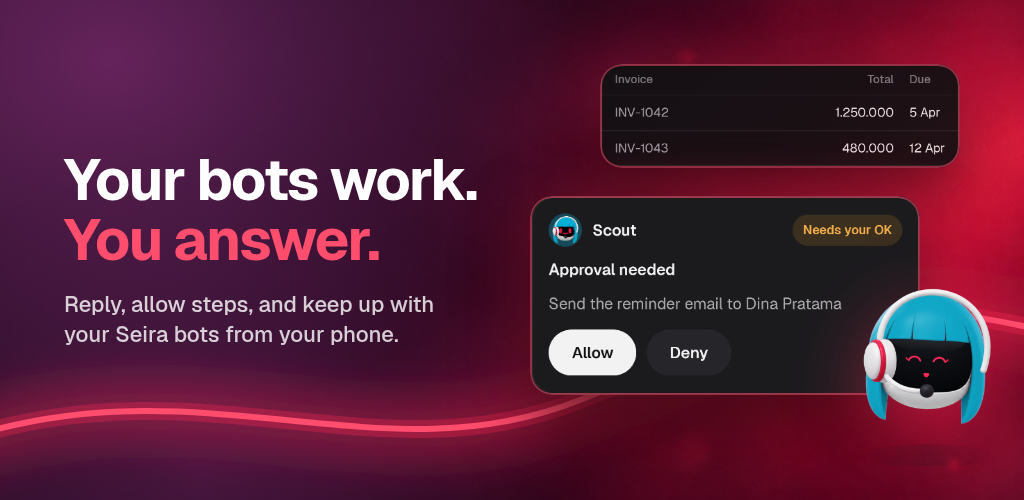 Your bots work.
You answer.
Reply, allow steps, and keep up with
your Seira bots from your phone.
Invoice Total Due
INV-1042 1.250.000 5 Apr
INV-1043 480.000 12 Apr
Scout Needs your OK
Approval needed
Send the reminder email to Dina Pratama
Allow Deny